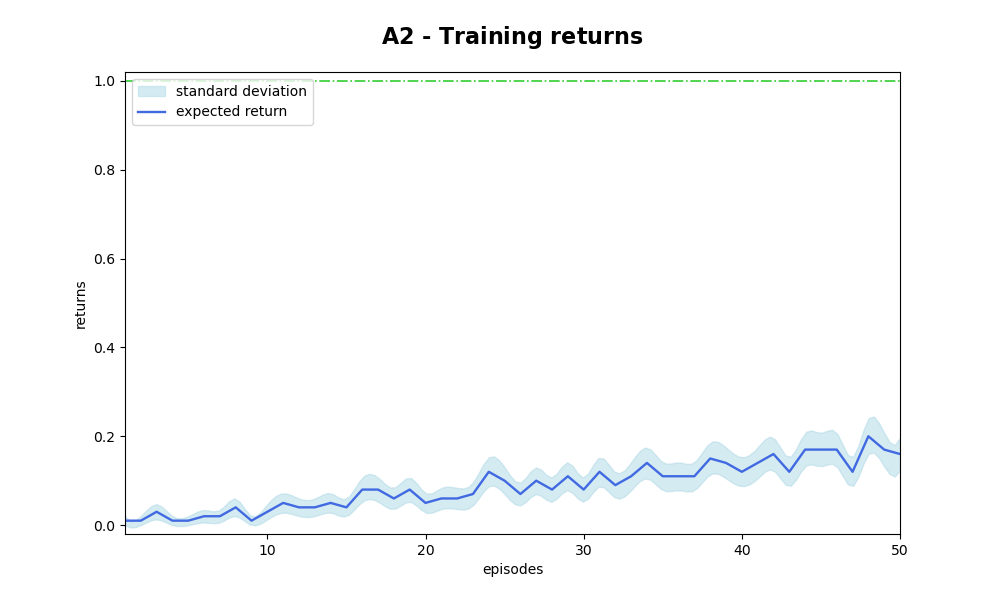 A2 - Training returns
1.0
0.8
0.6
0.4
0.2
0.0
returns
standard deviation
expected return
10 20 30 40 50
episodes